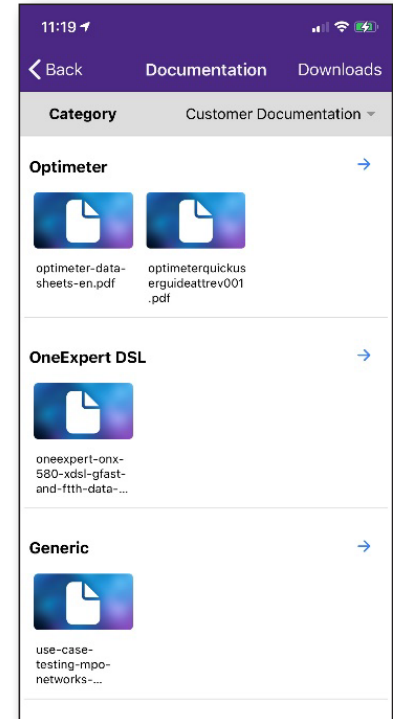 11:19
Back Documentation Downloads
Category Customer Documentation
Optimeter
optimeter-data-
sheets-en.pdf
optimeterquickus
erguideattrev001
.pdf
OneExpert DSL
oneexpert-onx-
580-xdsl-gfast-
and-ftth-data-...
Generic
use-case-
testing-mpo-
networks-...